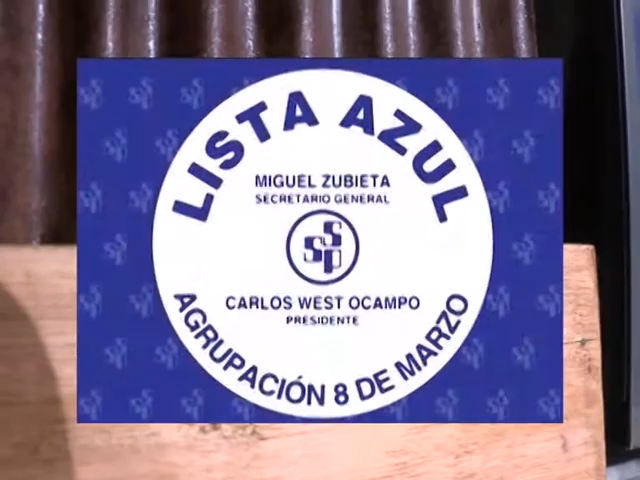 LISTA AZUL
MIGUEL ZUBIETA
SECRETARIO GENERAL
SSP
CARLOS WEST OCAMPO
PRESIDENTE
AGRUPACIÓN 8 DE MARZO